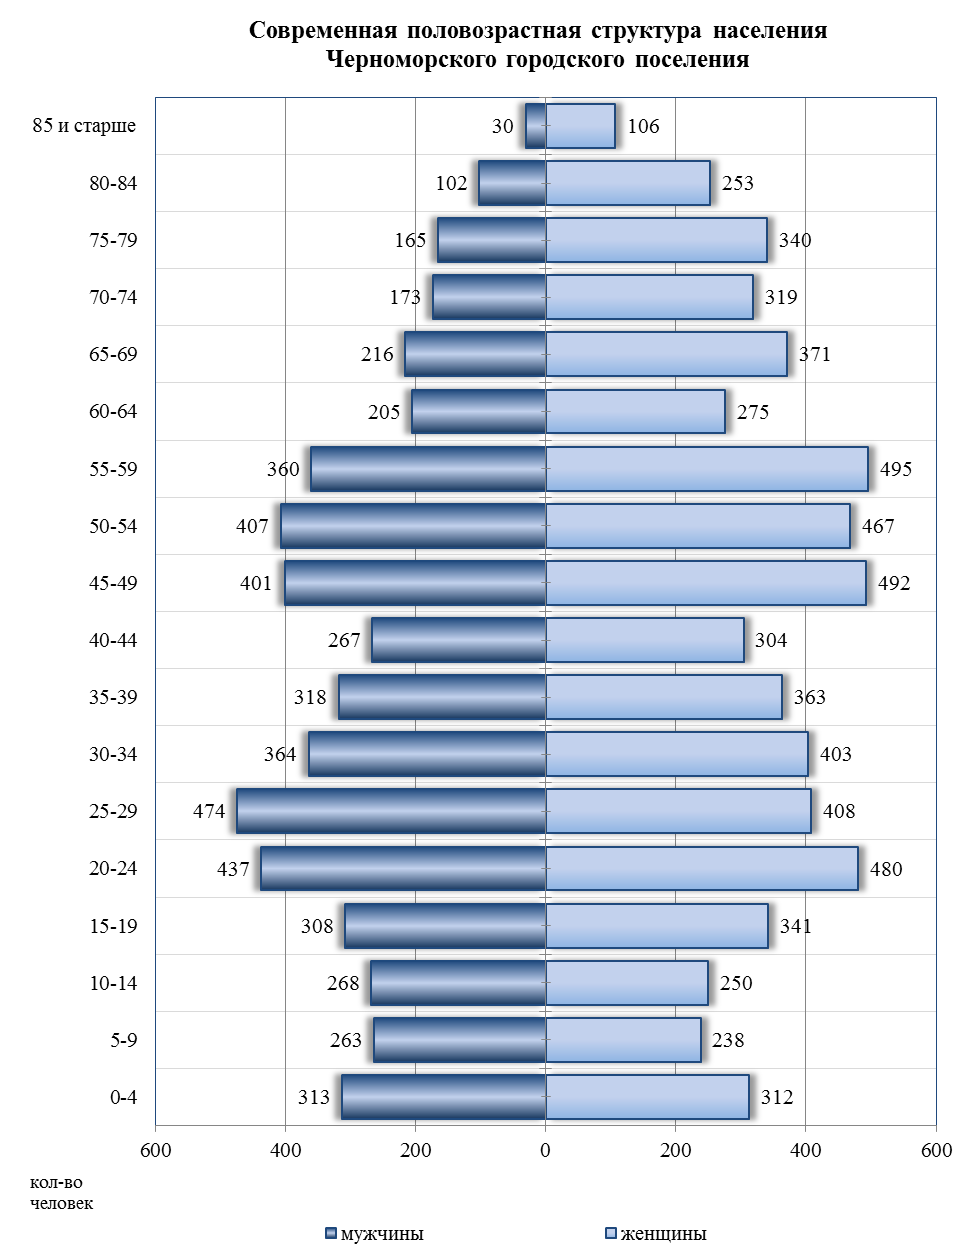 Современная половозрастная структура населения
Черноморского городского поселения
85 и старше 30 106
80-84 102 253
75-79 165 340
70-74 173 319
65-69 216 371
60-64 205 275
55-59 360 495
50-54 407 467
45-49 401 492
40-44 267 304
35-39 318 363
30-34 364 403
25-29 474 408
20-24 437 480
15-19 308 341
10-14 268 250
5-9 263 238
0-4 313 312
600 400 200 0 200 400 600
кол-во
человек
мужчины женщины